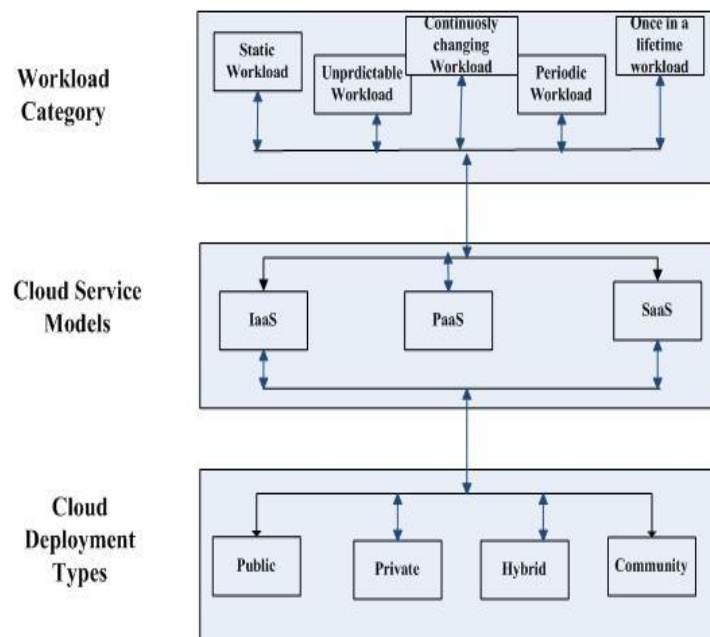 Workload
Category
Static
Workload
Unprdictable
Workload
Continuosly
changing
Workload
Periodic
Workload
Once in a
lifetime
workload
Cloud Service
Models
IaaS
PaaS
SaaS
Cloud
Deployment
Types
Public
Private
Hybrid
Community